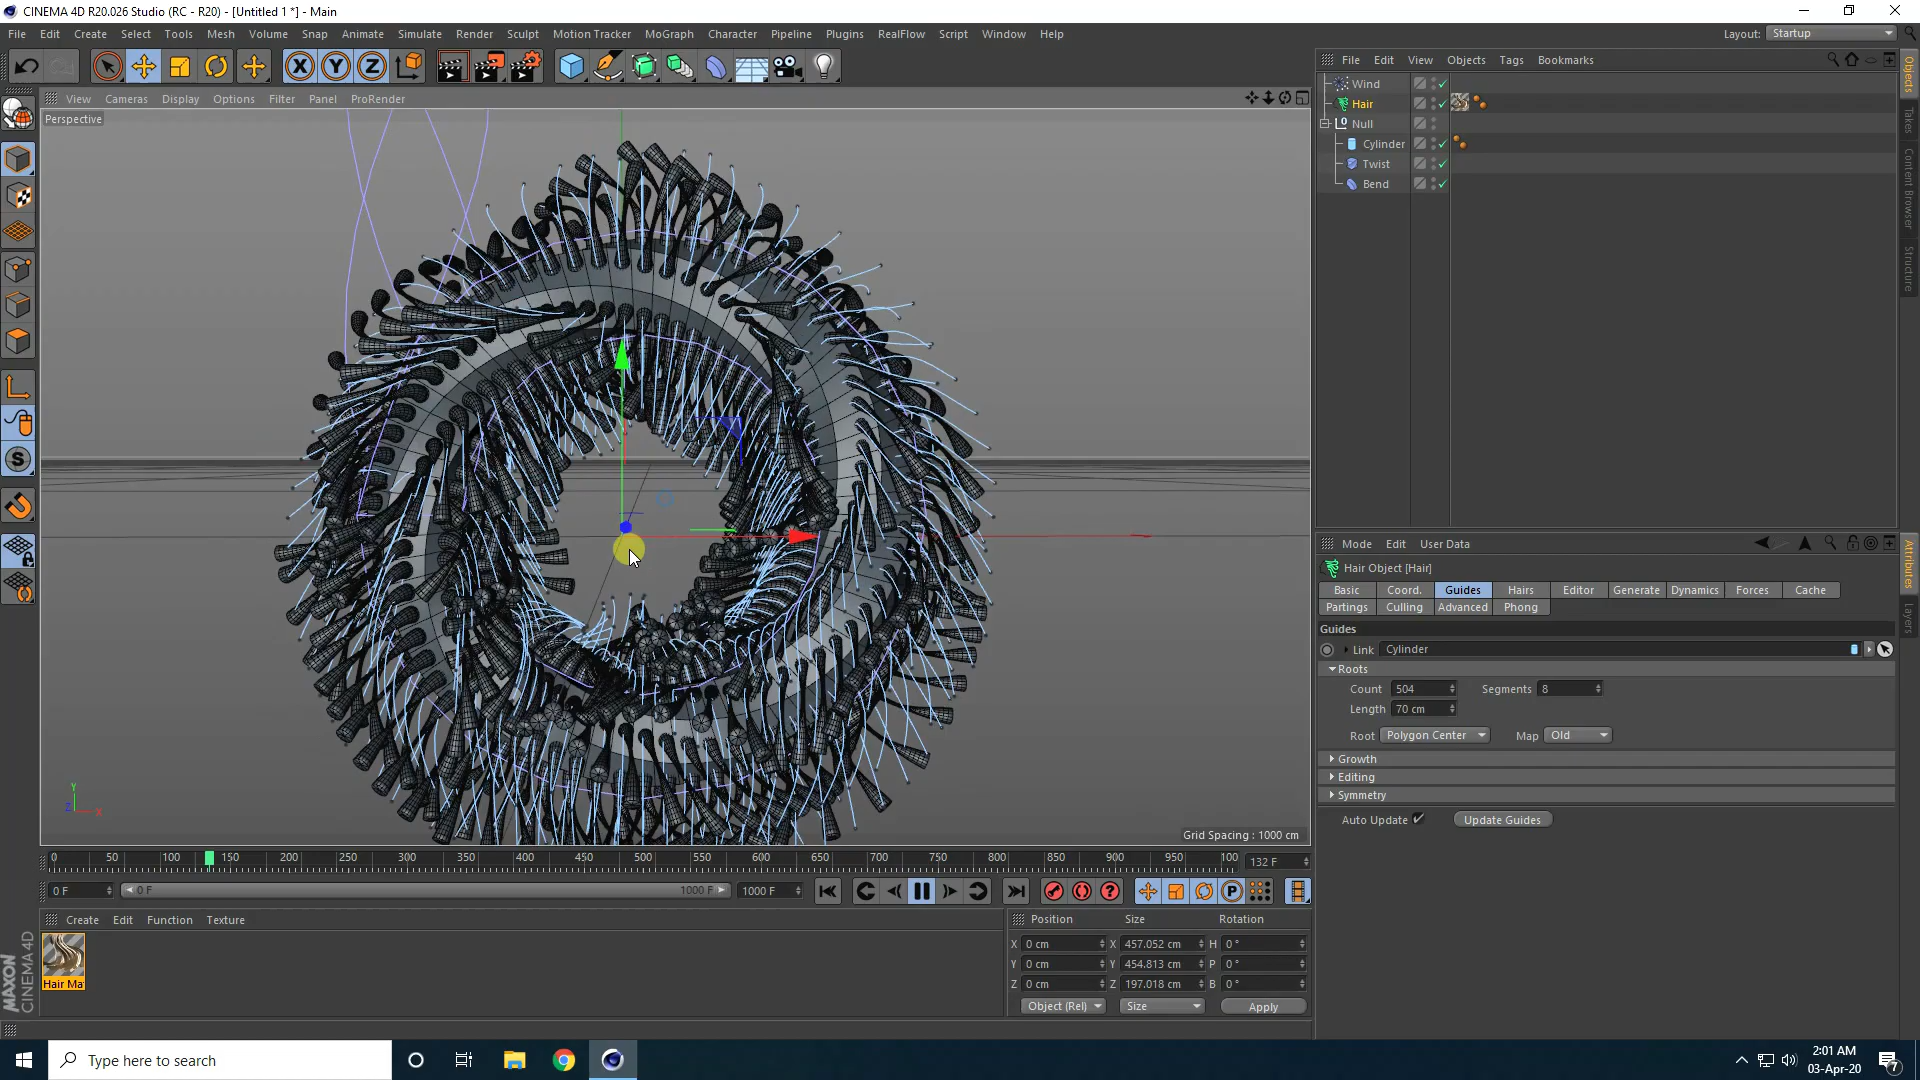 CINEMA 4D R20.026 Studio (RC - R20) - [Untitled 1 *] - Main
File Edit Create Select Tools Mesh Volume Snap Animate Simulate Render Sculpt Motion Tracker MoGraph Character Pipeline Plugins RealFlow Script Window Help
Layout: Startup
X Y Z
View Cameras Display Options Filter Panel ProRender
Perspective
File Edit View Objects Tags Bookmarks
Wind
Hair
Null
Cylinder
Twist
Bend
Objects
Takes
Content Browser
Structure
Mode Edit User Data
Hair Object [Hair]
Basic Coord. Guides Hairs Editor Generate Dynamics Forces Cache
Partings Culling Advanced Phong
Guides
Link Cylinder
Roots
Count 504 Segments 8
Length 70 cm
Root Polygon Center Map Old
Growth
Editing
Symmetry
Auto Update Update Guides
Attributes
Layers
Y
Z X
Grid Spacing : 1000 cm
0 50 100 150 200 250 300 350 400 450 500 550 600 650 700 750 800 850 900 950 100 132 F
0 F 0 F 1000 F 1000 F
Create Edit Function Texture
Hair Ma
MAXON
CINEMA 4D
Position Size Rotation
X 0 cm X 457.052 cm H 0 °
Y 0 cm Y 454.813 cm P 0 °
Z 0 cm Z 197.018 cm B 0 °
Object (Rel) Size Apply
Type here to search
2:01 AM
03-Apr-20
7